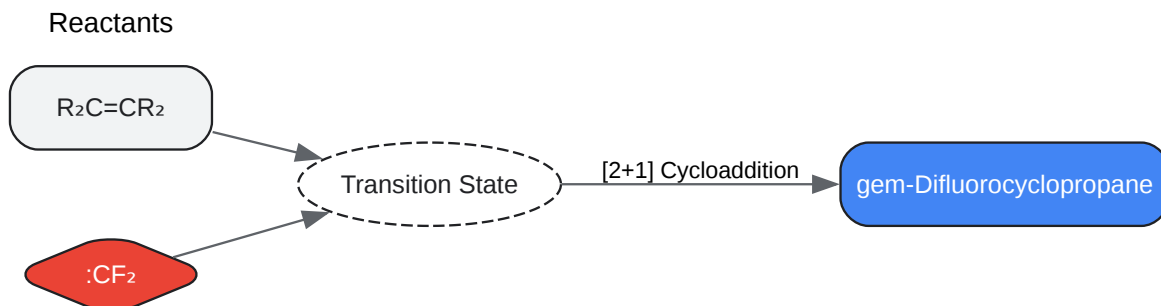 Reactants
R₂C=CR₂
Transition State
[2+1] Cycloaddition
gem-Difluorocyclopropane
:CF₂